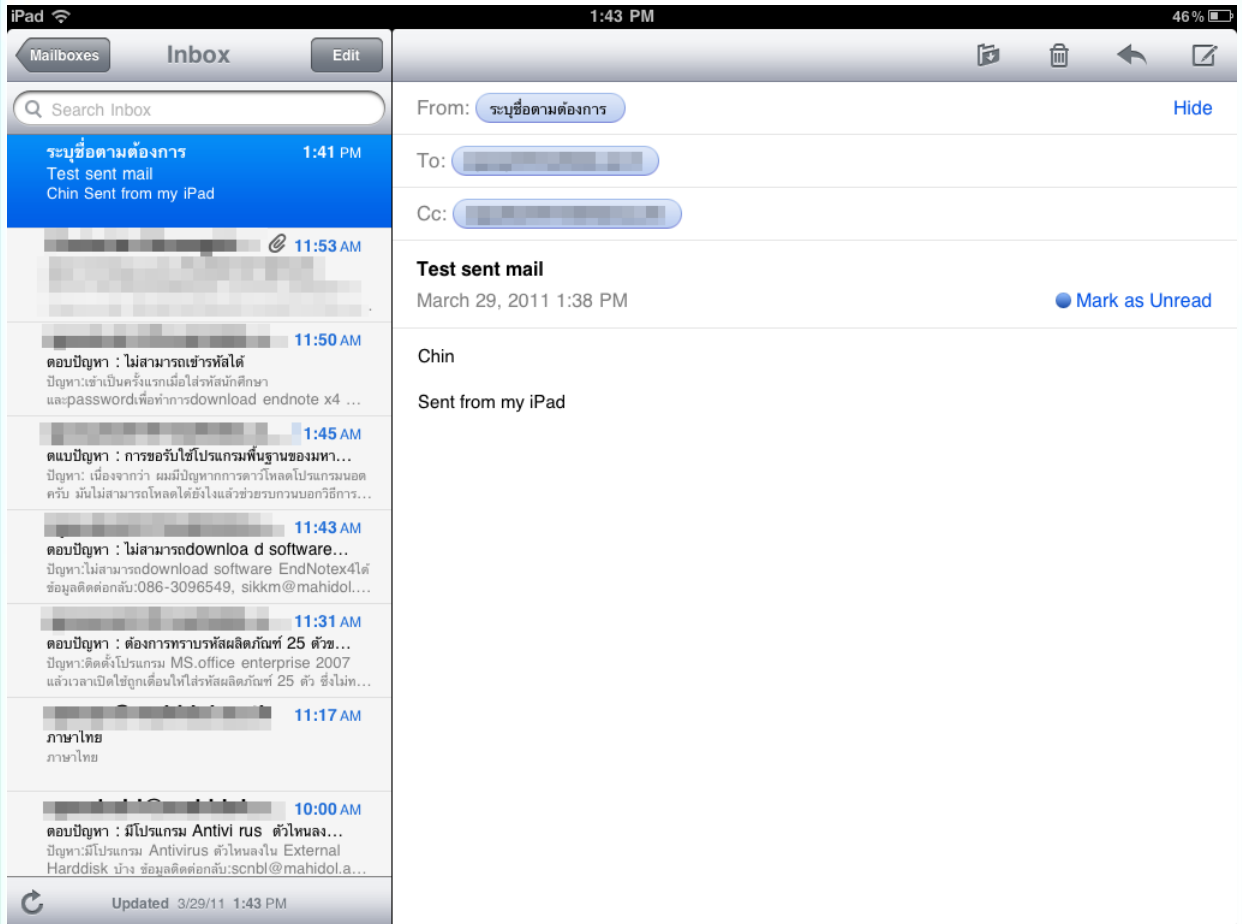 iPad 1:43 PM 46%
Mailboxes Inbox Edit
Search Inbox
ระบุชื่อตามต้องการ 1:41 PM
Test sent mail
Chin Sent from my iPad
11:53 AM
11:50 AM
ตอบปัญหา : ไม่สามารถเข้ารหัสได้
ปัญหา:เข้าเป็นครั้งแรกเมื่อใส่รหัสนักศึกษา
และpasswordเพื่อทำการdownload endnote x4 ...
1:45 AM
ตแบปัญหา : การขอรับใช้โปรแกรมพื้นฐานของมหา...
ปัญหา: เนื่องจากว่า ผมมีปัญหากการดาว์โหลดโปรแกรมนอต
ครับ มันไม่สามารถโหลดได้ยังไงแล้วช่วยรบกวนบอกวิธีการ...
11:43 AM
ตอบปัญหา : ไม่สามารถdownloa d software...
ปัญหา:ไม่สามารถdownload software EndNotex4ได้
ข้อมูลติดต่อกลับ:086-3096549, sikkm@mahidol....
11:31 AM
ตอบปัญหา : ต้องการทราบรหัสผลิตภัณฑ์ 25 ตัวข...
ปัญหา:ติดตั้งโปรแกรม MS.office enterprise 2007
แล้วเวลาเปิดใช่ถูกเตือนให้ใส่รหัสผลิตภัณฑ์ 25 ตัว ซึ่งไม่ท...
11:17 AM
ภาษาไทย
ภาษาไทย
10:00 AM
ตอบปัญหา : มีโปรแกรม Antivi rus ตัวไหนลง...
ปัญหา:มีโปรแกรม Antivirus ตัวไหนลงใน External
Harddisk บ้าง ข้อมูลติดต่อกลับ:scnbl@mahidol.a...
Updated 3/29/11 1:43 PM
From: ระบุชื่อตามต้องการ Hide
To:
Cc:
Test sent mail
March 29, 2011 1:38 PM Mark as Unread
Chin
Sent from my iPad